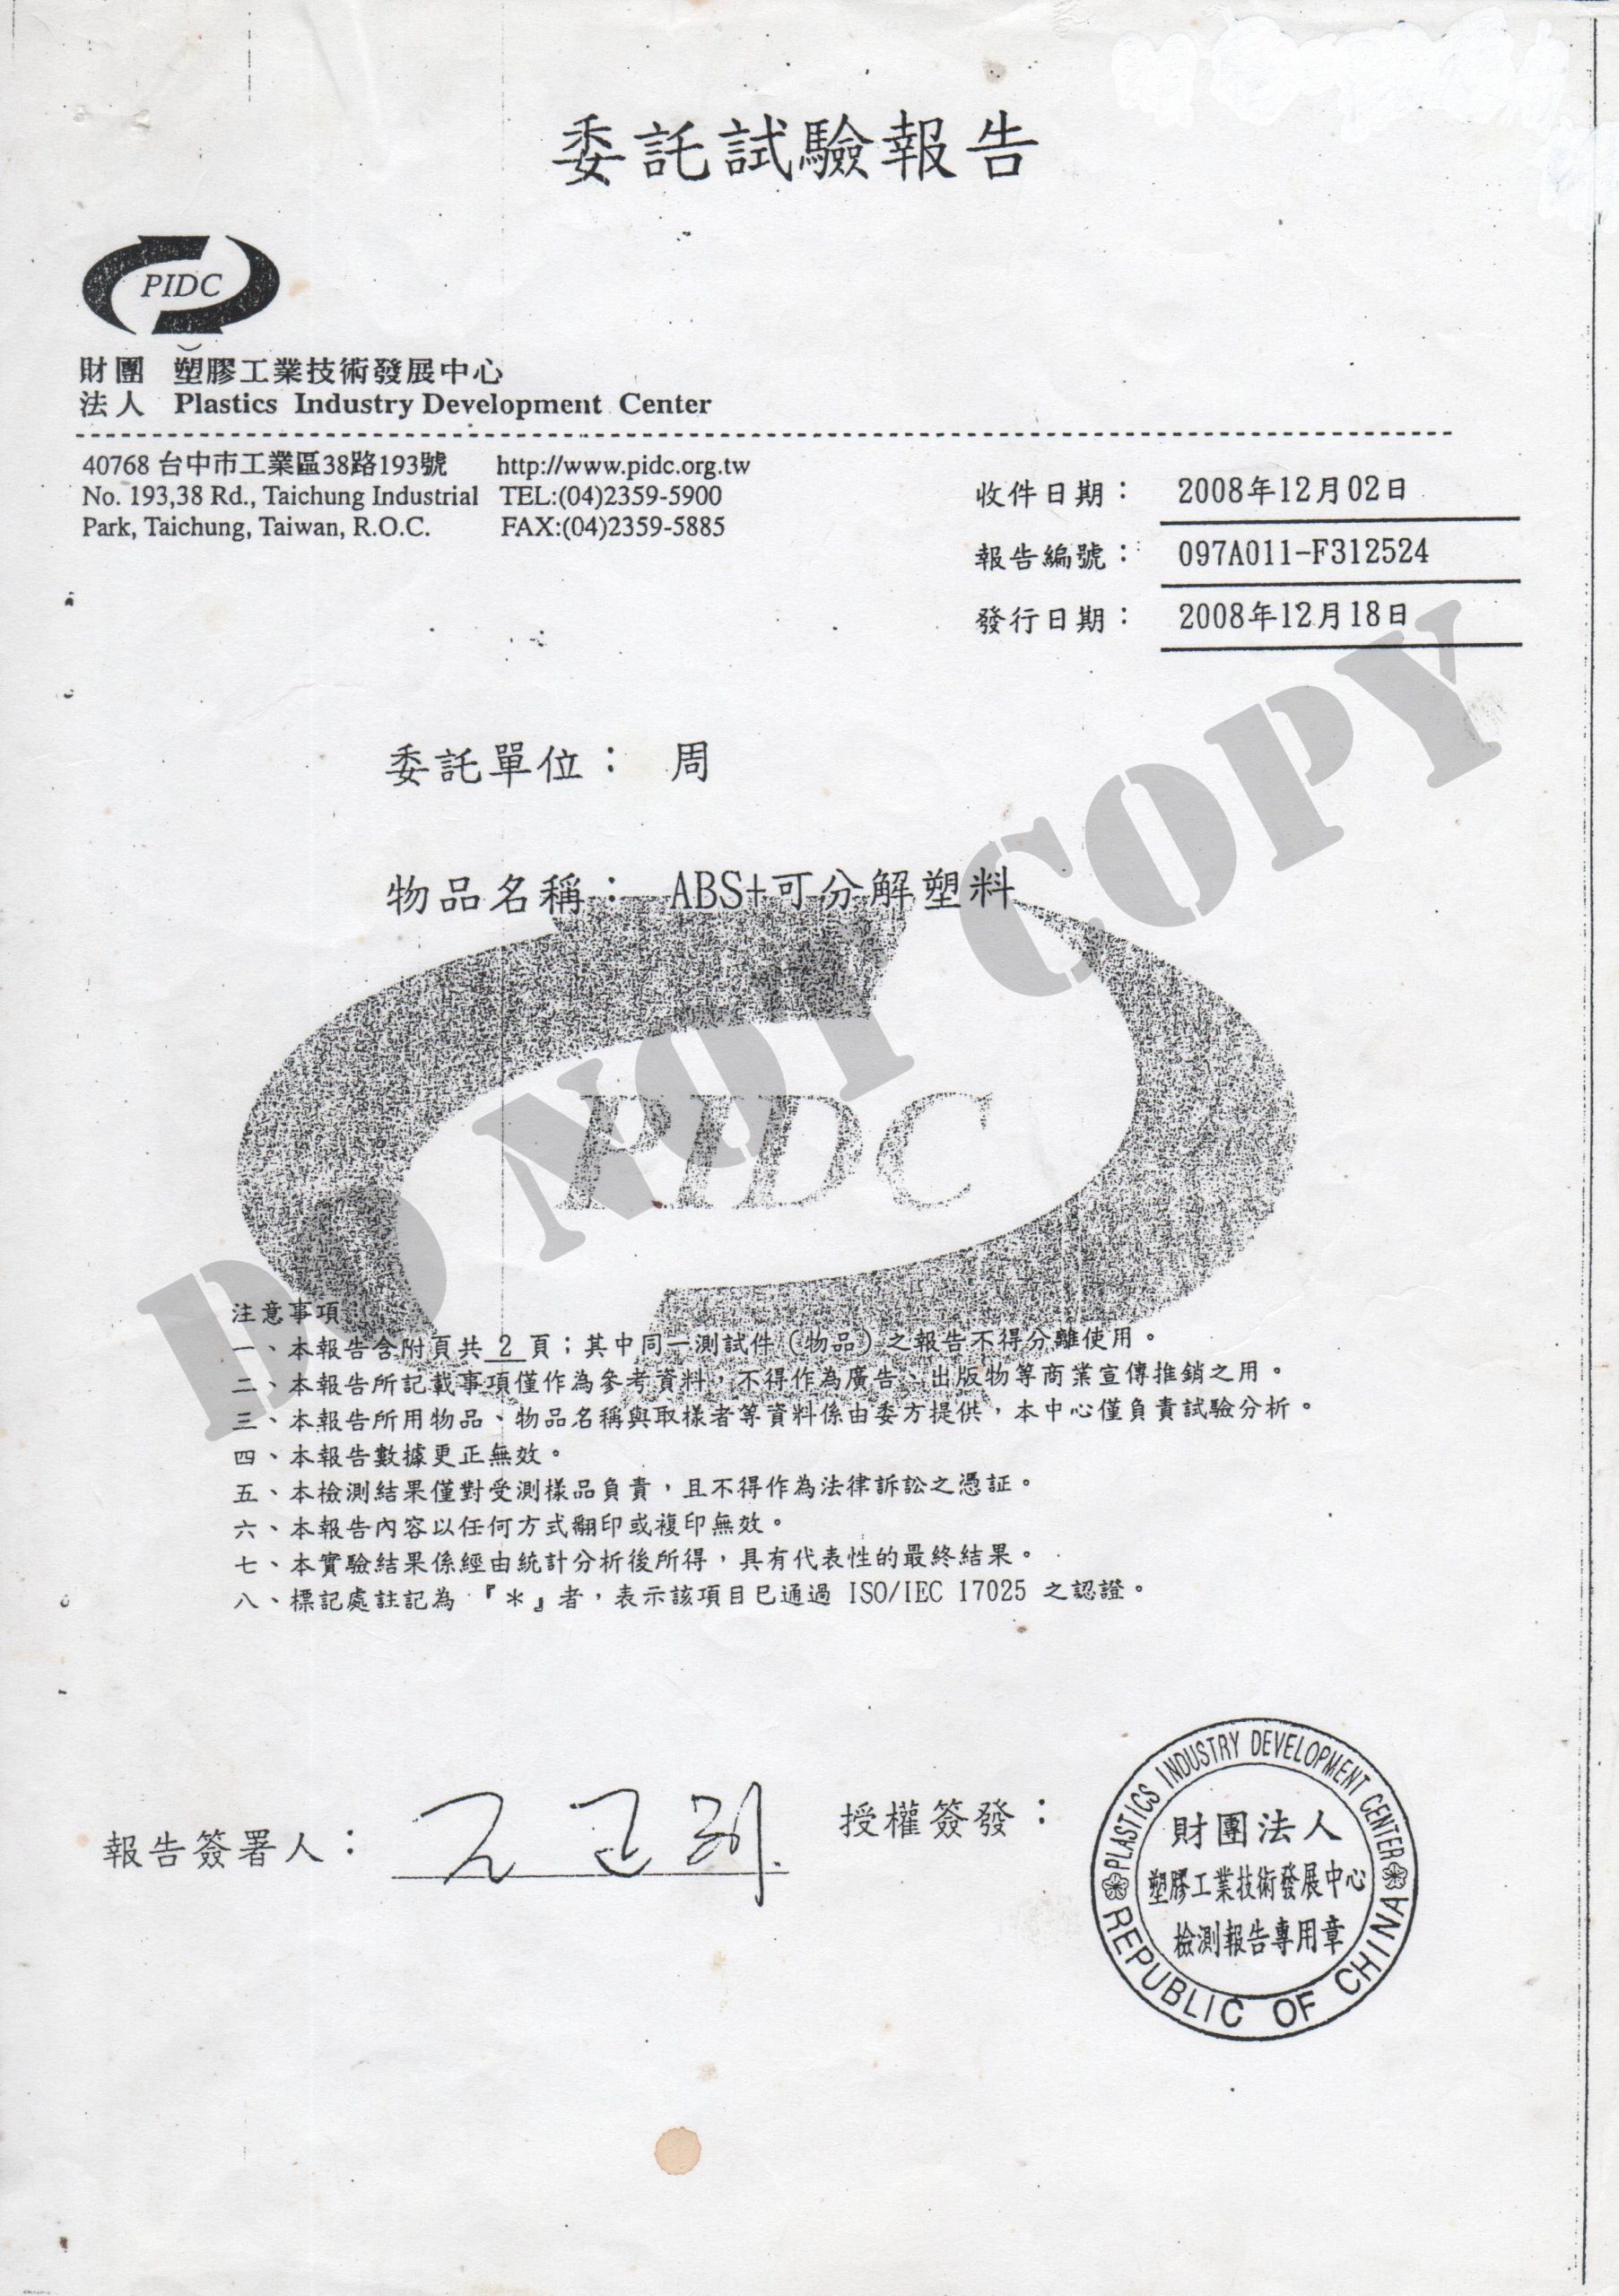 委託試驗報告
PIDC
財團 塑膠工業技術發展中心
法人 Plastics Industry Development Center
40768 台中市工業區38路193號 http://www.pidc.org.tw
No. 193,38 Rd., Taichung Industrial TEL:(04)2359-5900
Park, Taichung, Taiwan, R.O.C. FAX:(04)2359-5885
收件日期： 2008年12月02日
報告編號： 097A011-F312524
發行日期： 2008年12月18日
委託單位： 周
物品名稱： ABS+可分解塑料
DO NOT COPY
PIDC
注意事項：
一、本報告含附頁共 2 頁；其中同一測試件（物品）之報告不得分離使用。
二、本報告所記載事項僅作為參考資料，不得作為廣告、出版物等商業宣傳推銷之用。
三、本報告所用物品、物品名稱與取樣者等資料係由委方提供，本中心僅負責試驗分析。
四、本報告數據更正無效。
五、本檢測結果僅對受測樣品負責，且不得作為法律訴訟之憑証。
六、本報告內容以任何方式翻印或複印無效。
七、本實驗結果係經由統計分析後所得，具有代表性的最終結果。
八、標記處註記為『＊』者，表示該項目已通過 ISO/IEC 17025 之認證。
報告簽署人：
授權簽發：
PLASTICS INDUSTRY DEVELOPMENT CENTER
財團法人
塑膠工業技術發展中心
檢測報告專用章
REPUBLIC OF CHINA